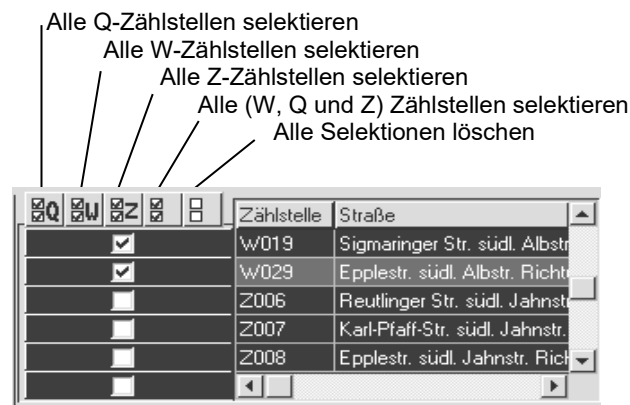 Alle Q-Zählstellen selektieren
Alle W-Zählstellen selektieren
Alle Z-Zählstellen selektieren
Alle (W, Q und Z) Zählstellen selektieren
Alle Selektionen löschen
Q W Z Zählstelle Straße
W019 Sigmaringer Str. südl. Albstr
W029 Epplestr. südl. Albstr. Richt
Z006 Reutlinger Str. südl. Jahnst
Z007 Karl-Pfaff-Str. südl. Jahnstr.
Z008 Epplestr. südl. Jahnstr. Rich